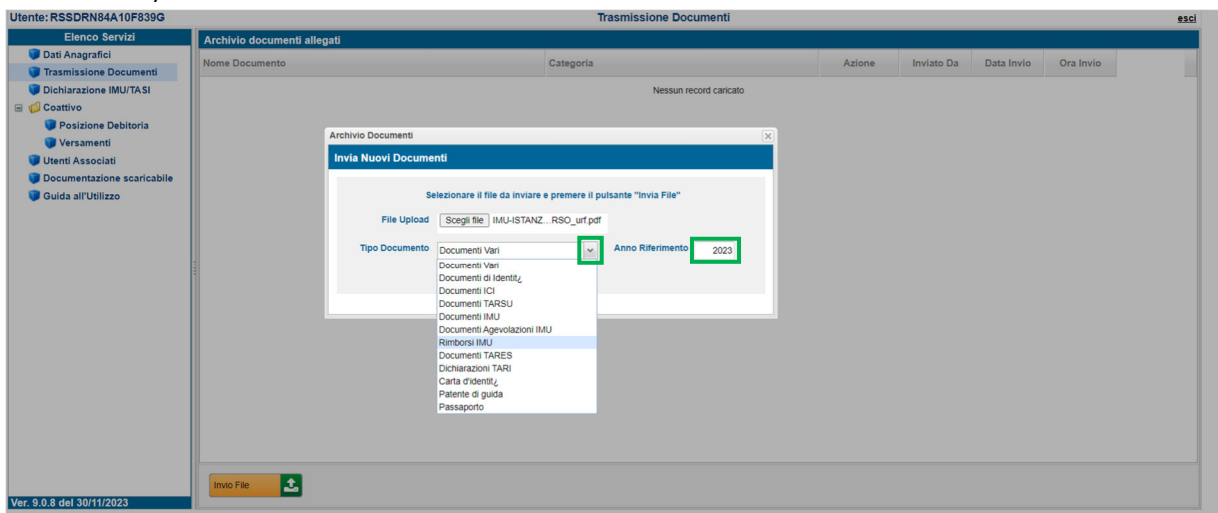 Utente: RSSDRN84A10F839G Trasmissione Documenti esci
Elenco Servizi
Dati Anagrafici
Trasmissione Documenti
Dichiarazione IMU/TASI
Coattivo
Posizione Debitoria
Versamenti
Utenti Associati
Documentazione scaricabile
Guida all'Utilizzo
Ver. 9.0.8 del 30/11/2023
Archivio documenti allegati
Nome Documento Categoria Azione Inviato Da Data Invio Ora Invio
Nessun record caricato
Archivio Documenti
Invia Nuovi Documenti
Selezionare il file da inviare e premere il pulsante "Invia File"
File Upload Scegli file IMU-ISTANZ...RSO_urf.pdf
Tipo Documento Documenti Vari Anno Riferimento 2023
Documenti Vari
Documenti di Identit¿
Documenti ICI
Documenti TARSU
Documenti IMU
Documenti Agevolazioni IMU
Rimborsi IMU
Documenti TARES
Dichiarazioni TARI
Carta d'identit¿
Patente di guida
Passaporto
Invio File